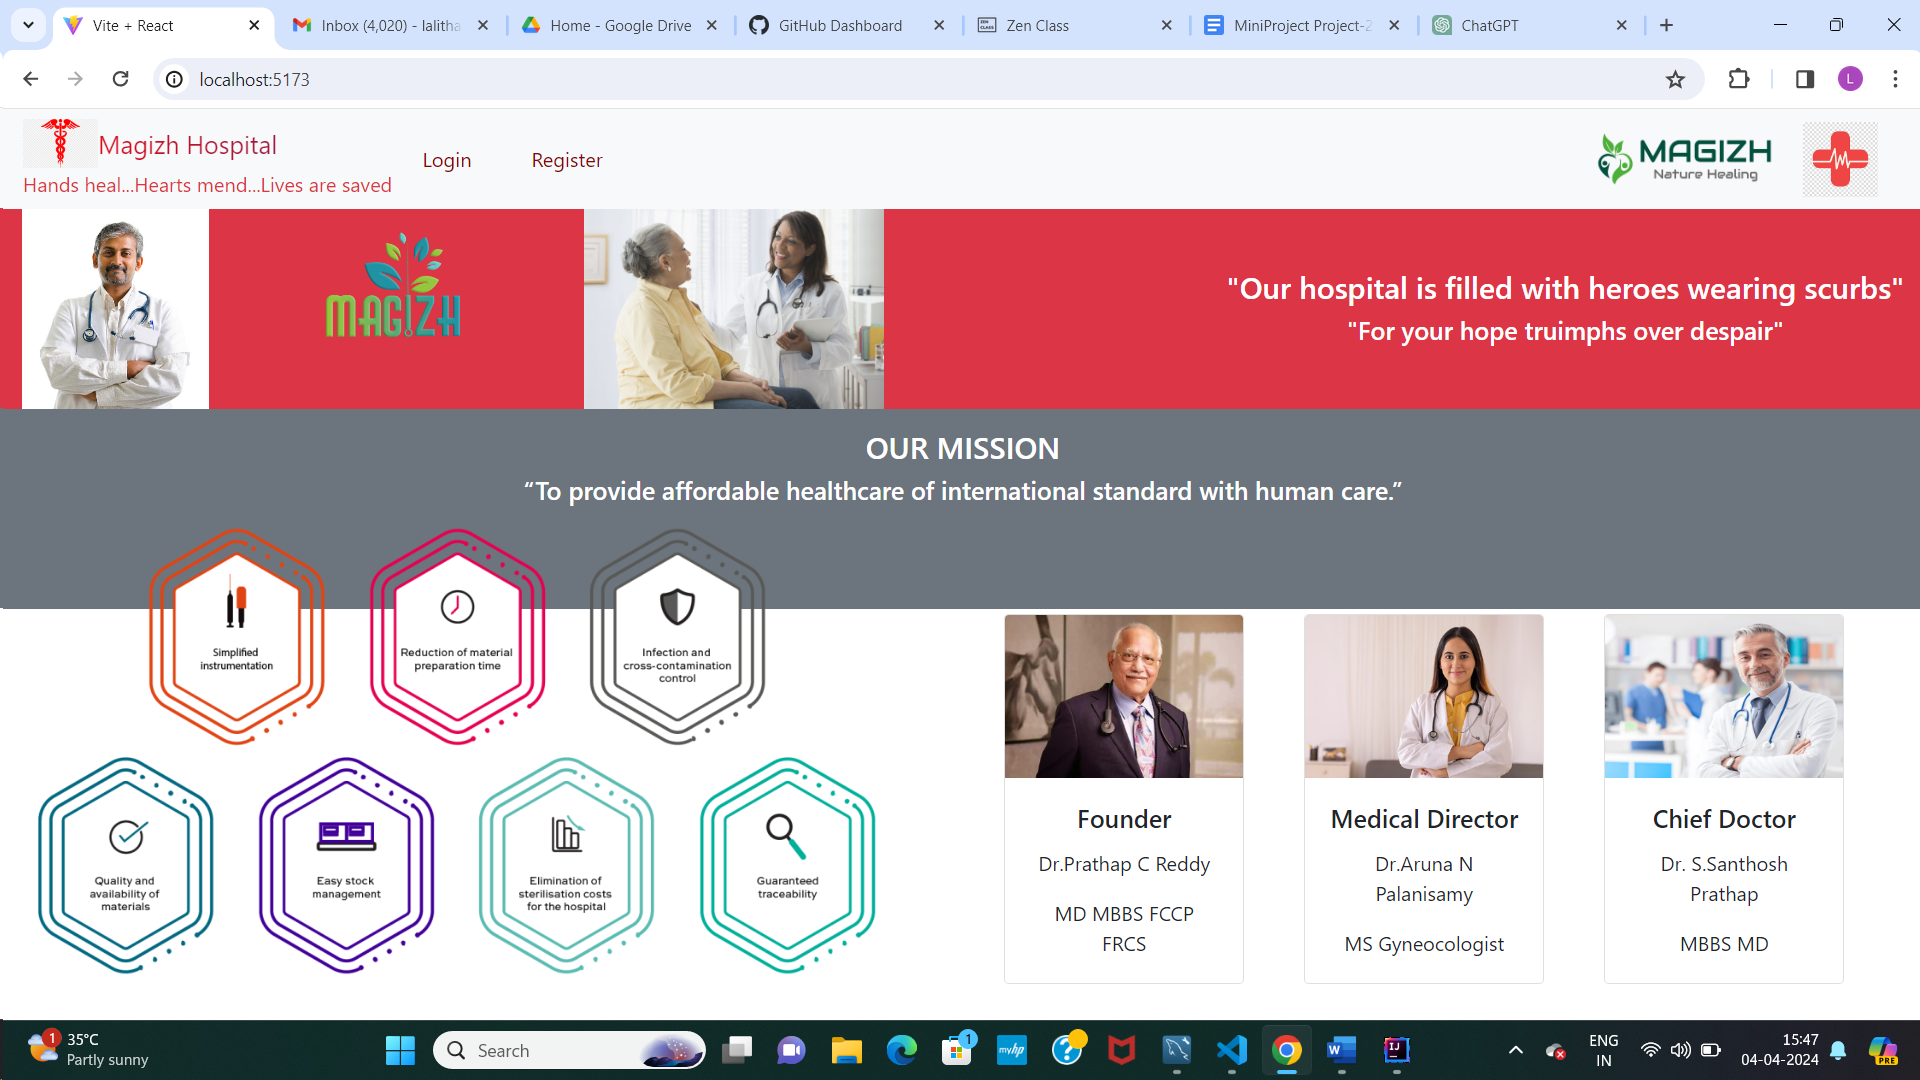 Vite + React
Inbox (4,020) - lalitha
Home - Google Drive
GitHub Dashboard
Zen Class
MiniProject Project-2
ChatGPT
localhost:5173
L
Magizh Hospital
Hands heal...Hearts mend...Lives are saved
Login
Register
MAGIZH
Nature Healing
MAGIZH
"Our hospital is filled with heroes wearing scurbs"
"For your hope truimphs over despair"
OUR MISSION
“To provide affordable healthcare of international standard with human care.”
Simplified
instrumentation
Reduction of material
preparation time
Infection and
cross-contamination
control
Quality and
availability of
materials
Easy stock
management
Elimination of
sterilisation costs
for the hospital
Guaranteed
traceability
Founder
Dr.Prathap C Reddy
MD MBBS FCCP
FRCS
Medical Director
Dr.Aruna N
Palanisamy
MS Gyneocologist
Chief Doctor
Dr. S.Santhosh
Prathap
MBBS MD
1
35°C
Partly sunny
Search
1
myhp
W
IJ
ENG
IN
15:47
04-04-2024
PRE